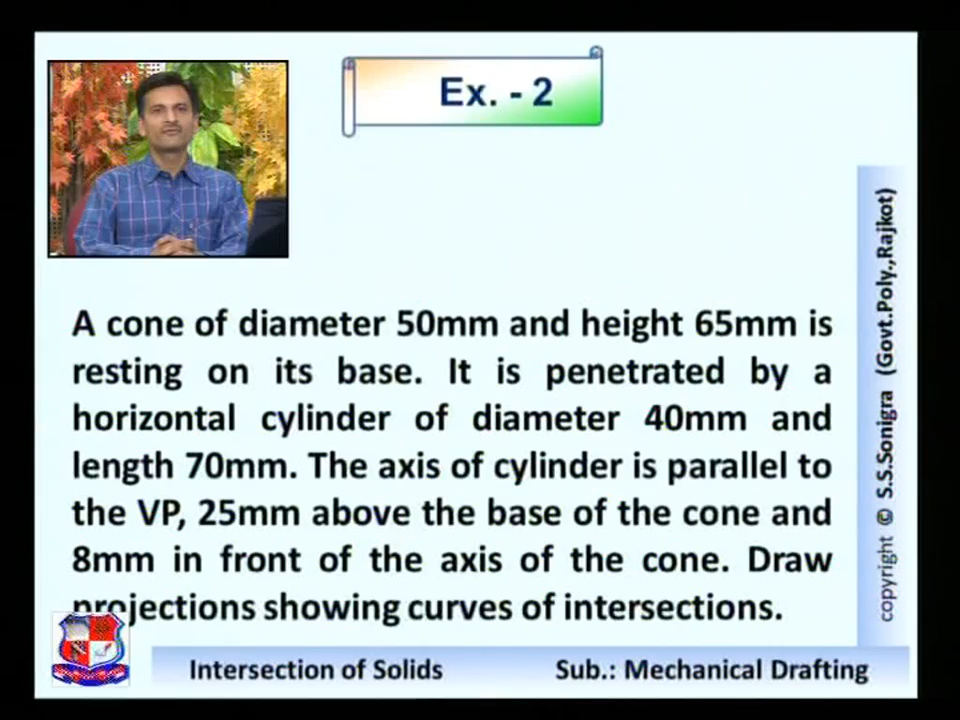 Ex. - 2
A cone of diameter 50mm and height 65mm is
resting on its base. It is penetrated by a
horizontal cylinder of diameter 40mm and
length 70mm. The axis of cylinder is parallel to
the VP, 25mm above the base of the cone and
8mm in front of the axis of the cone. Draw
projections showing curves of intersections.
copyright © S.S.Sonigra (Govt.Poly.,Rajkot)
Intersection of Solids Sub.: Mechanical Drafting